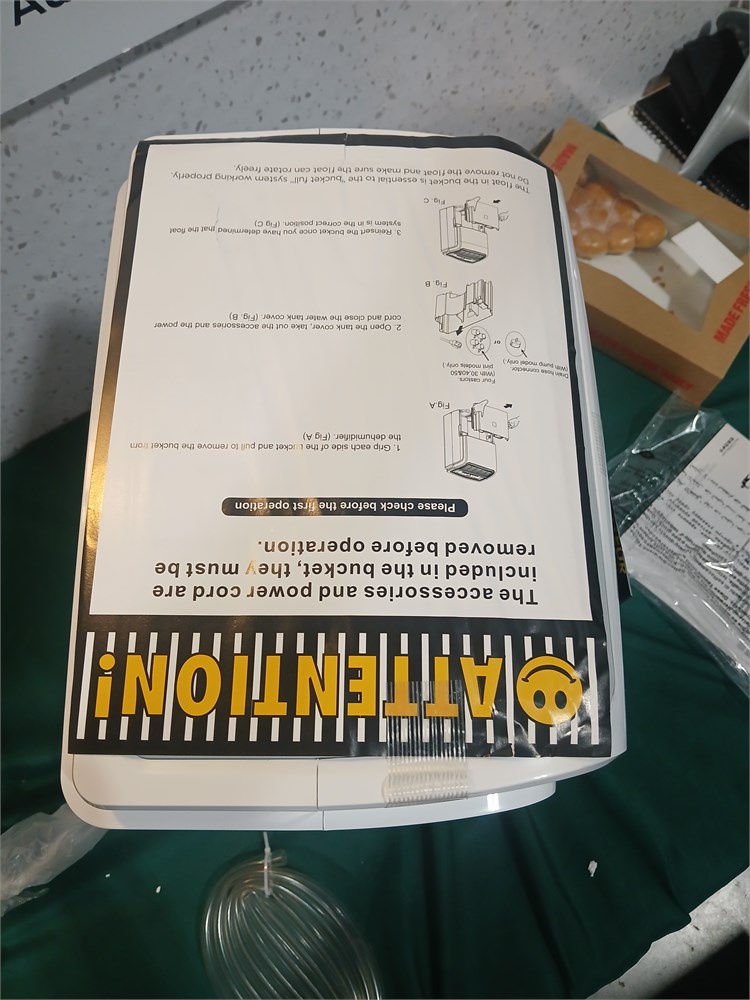 ATTENTION!
The accessories and power cord are
included in the bucket, they must be
removed before operation.
Please check before the first operation
1. Grip each side of the bucket and pull to remove the bucket from
the dehumidifier. (Fig A)
Fig.A
Drain hose connector.
(With pump model only.)
or
Four castors.
(With 30,40&50
pint models only.)
2. Open the tank cover, take out the accessories and the power
cord and close the water tank cover. (Fig. B)
Fig. B
3. Reinsert the bucket once you have determined that the float
system is in the correct position. (Fig C)
Fig. C
The float in the bucket is essential to the "bucket full" system working properly.
Do not remove the float and make sure the float can rotate freely.
MADE FRES